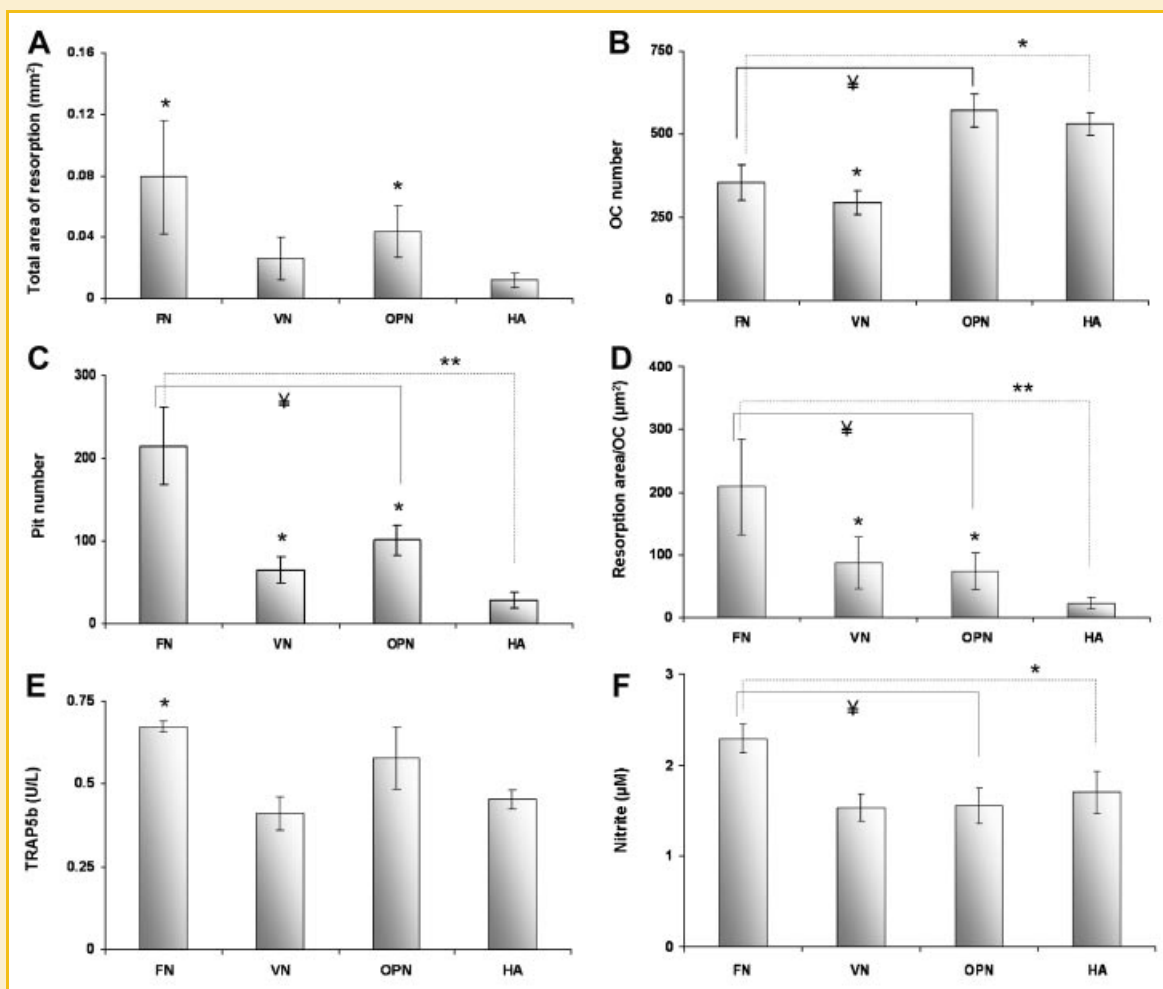 A
Total area of resorption (mm²)
0.16
0.12
0.08
0.04
0
*
*
FN VN OPN HA
B
OC number
750
500
250
0
*
¥
*
FN VN OPN HA
C
Pit number
300
200
100
0
**
¥
*
*
FN VN OPN HA
D
Resorption area/OC (µm²)
400
300
200
100
0
**
¥
*
*
FN VN OPN HA
E
TRAP5b (U/L)
0.75
0.5
0.25
0
*
FN VN OPN HA
F
Nitrite (µM)
3
2
1
0
*
¥
FN VN OPN HA